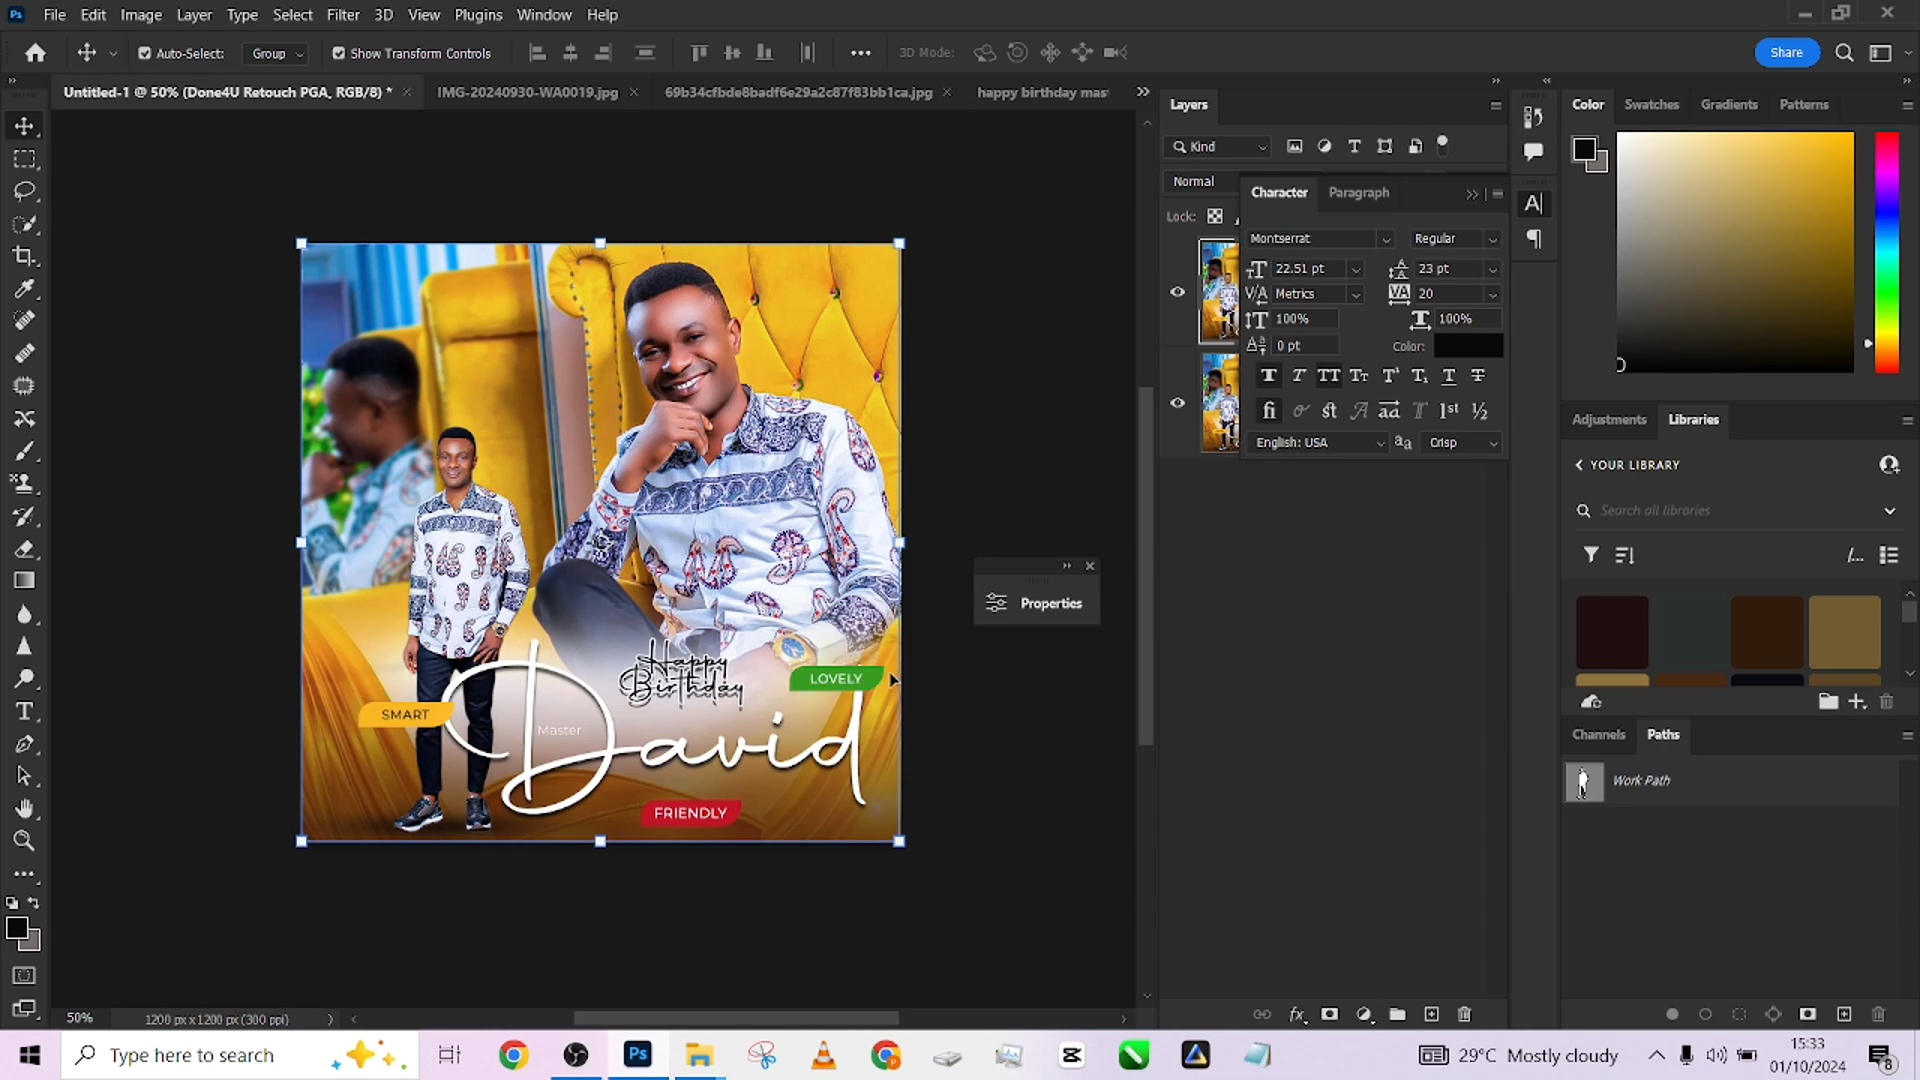 Ps File Edit Image Layer Type Select Filter 3D View Plugins Window Help
Auto-Select: Group Show Transform Controls 3D Mode: Share
Untitled-1 @ 50% (Done4U Retouch PGA, RGB/8) * IMG-20240930-WA0019.jpg 69b34cfbde8badf6e29a2c87f83bb1ca.jpg happy birthday mas
Layers
Kind
Normal
Lock:
Character Paragraph
Montserrat Regular
22.51 pt 23 pt
Metrics 20
100% 100%
0 pt Color:
English: USA Crisp
Color Swatches Gradients Patterns
Adjustments Libraries
YOUR LIBRARY
Search all libraries
Channels Paths
Work Path
Properties
Happy
Birthday
LOVELY
SMART
Master
David
FRIENDLY
50% 1200 px x 1200 px (300 ppi)
Type here to search
29°C Mostly cloudy
15:33
01/10/2024
8